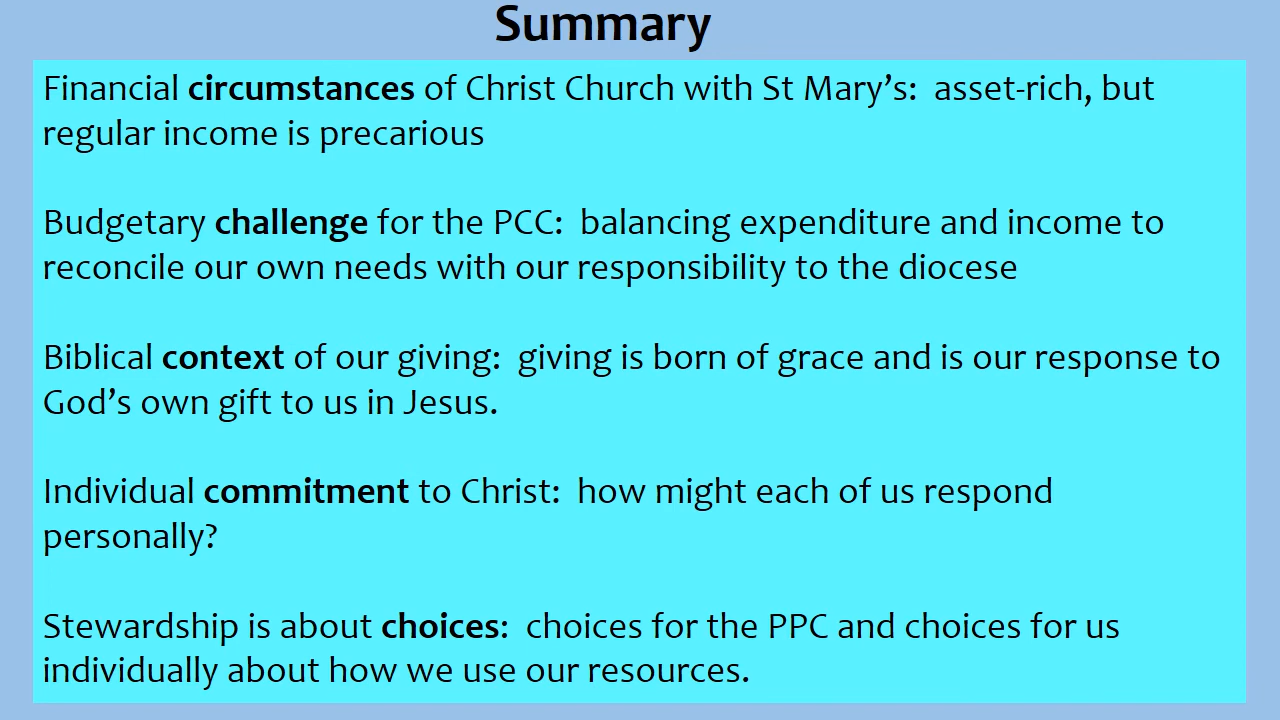 Summary
Financial circumstances of Christ Church with St Mary’s:  asset-rich, but
regular income is precarious
Budgetary challenge for the PCC:  balancing expenditure and income to
reconcile our own needs with our responsibility to the diocese
Biblical context of our giving:  giving is born of grace and is our response to
God’s own gift to us in Jesus.
Individual commitment to Christ:  how might each of us respond
personally?
Stewardship is about choices:  choices for the PPC and choices for us
individually about how we use our resources.